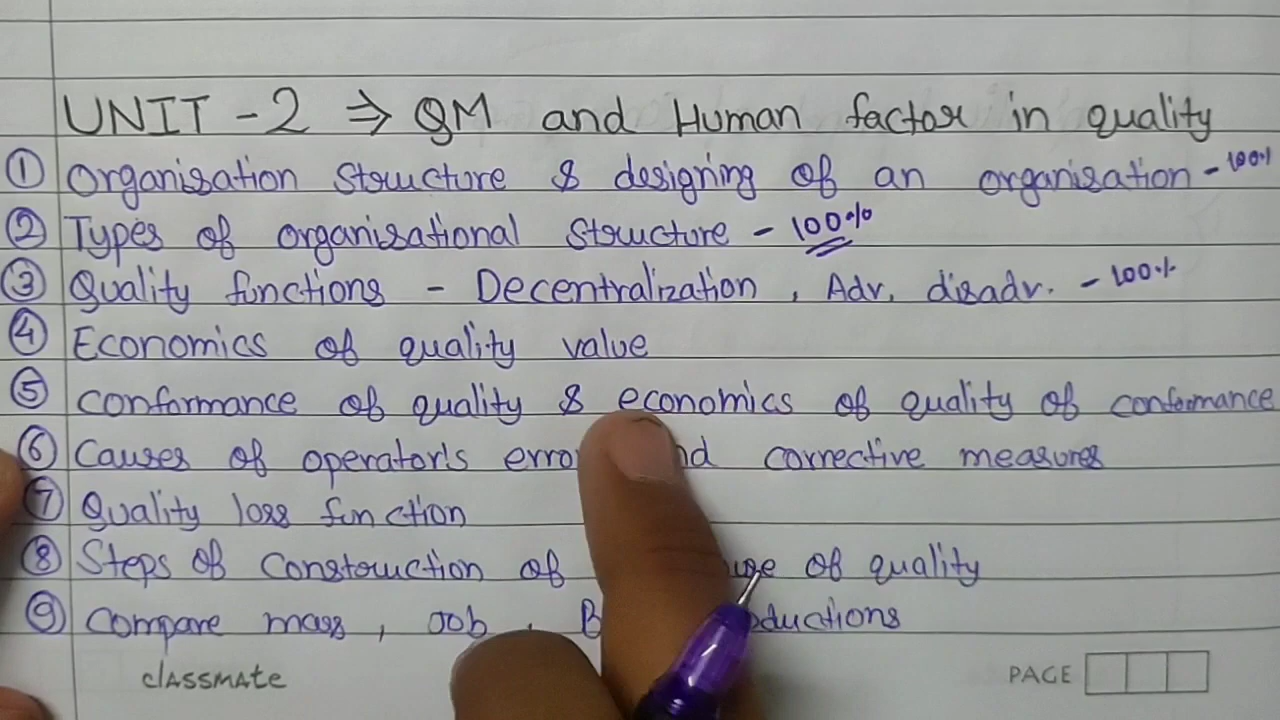 UNIT - 2 ⇒ QM and Human factor in quality
① Organisation Structure & designing of an organisation - 100%
② Types of organisational Structure - 100%
③ Quality functions - Decentralization, Adv. disadv. - 100%
④ Economics of quality value
⑤ Conformance of quality & economics of quality of conformance
⑥ Causes of operator's and corrective measures
⑦ Quality loss function
⑧ Steps of Construction of of quality
⑨ Compare mass, Job,
classmate
PAGE